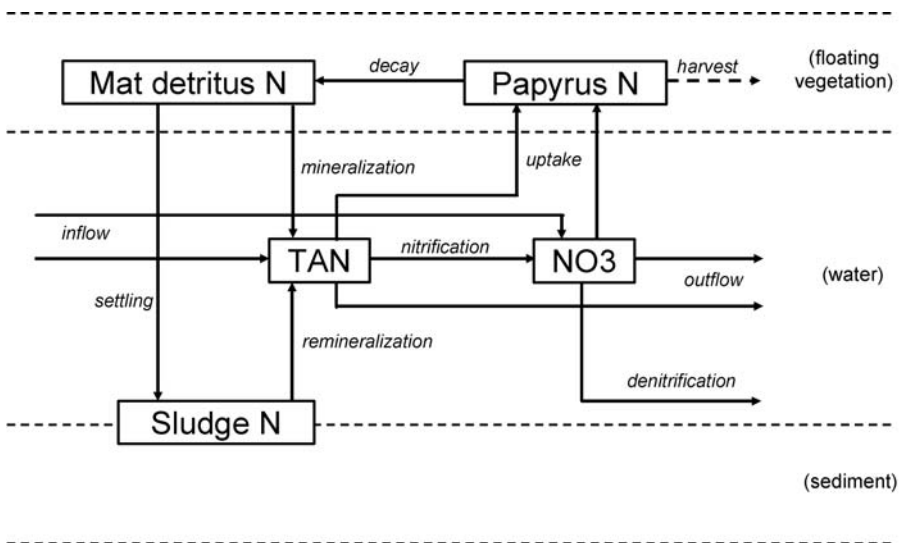 Mat detritus N
decay
Papyrus N
harvest
(floating
vegetation)
mineralization
uptake
inflow
TAN
nitrification
NO3
outflow
(water)
settling
remineralization
denitrification
Sludge N
(sediment)